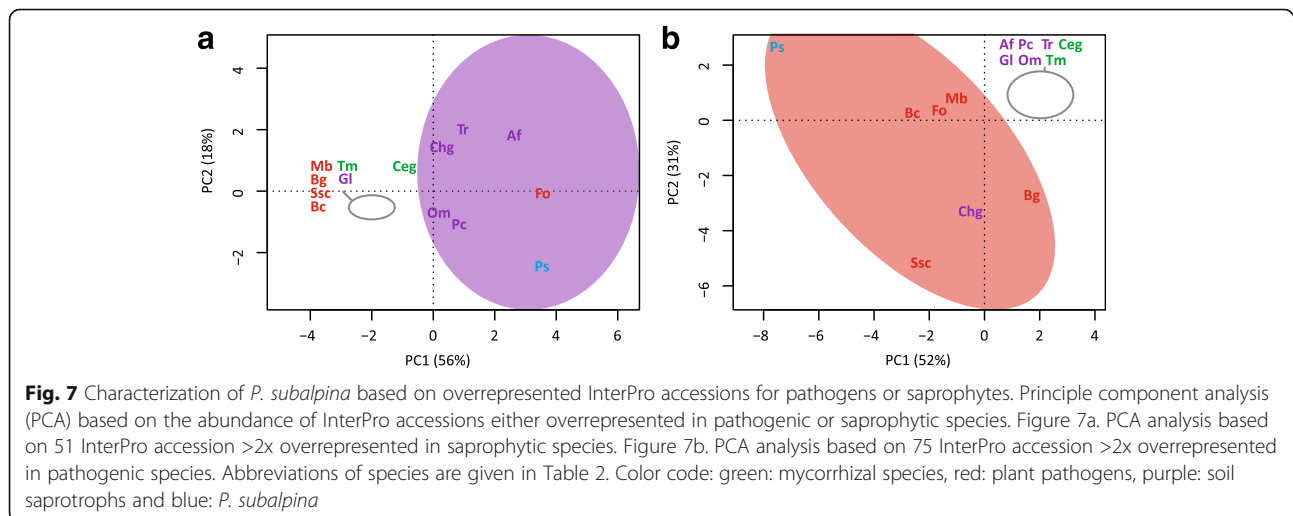 a
b
4
2
0
−2
PC2 (18%)
Tr
Af
Chg
Mb Tm
Ceg
Bg
Gl
Ssc
Fo
Bc
Om
Pc
Ps
−4 −2 0 2 4 6
PC1 (56%)
2
0
−2
−4
−6
PC2 (31%)
Ps
Af Pc Tr Ceg
Gl Om Tm
Mb
Bc
Fo
Bg
Chg
Ssc
−8 −6 −4 −2 0 2 4
PC1 (52%)
Fig. 7 Characterization of P. subalpina based on overrepresented InterPro accessions for pathogens or saprophytes. Principle component analysis
(PCA) based on the abundance of InterPro accessions either overrepresented in pathogenic or saprophytic species. Figure 7a. PCA analysis based
on 51 InterPro accession >2x overrepresented in saprophytic species. Figure 7b. PCA analysis based on 75 InterPro accession >2x overrepresented
in pathogenic species. Abbreviations of species are given in Table 2. Color code: green: mycorrhizal species, red: plant pathogens, purple: soil
saprotrophs and blue: P. subalpina